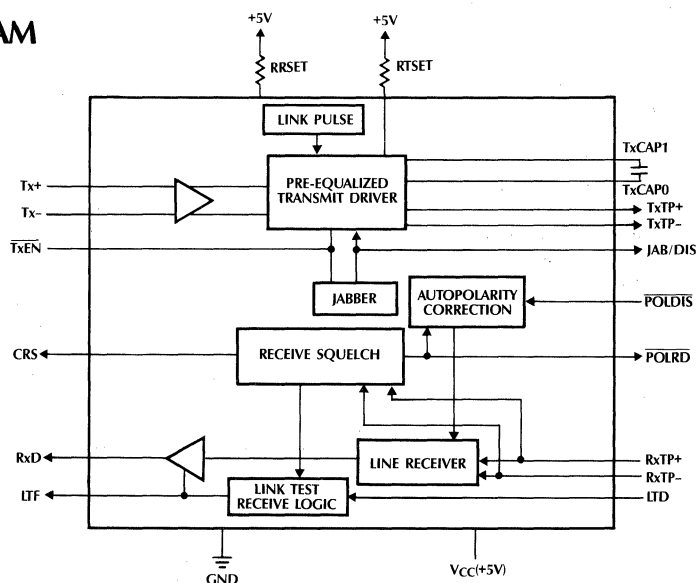 AM
+5V
+5V
RRSET
RTSET
LINK PULSE
TxCAP1
PRE-EQUALIZED
TRANSMIT DRIVER
Tx+
TxCAP0
TxTP+
Tx–
TxTP–
TxEN
JAB/DIS
JABBER
AUTOPOLARITY
CORRECTION
POLDIS
CRS
RECEIVE SQUELCH
POLRD
RxD
LINE RECEIVER
RxTP+
RxTP–
LTF
LINK TEST
RECEIVE LOGIC
LTD
GND
VCC(+5V)